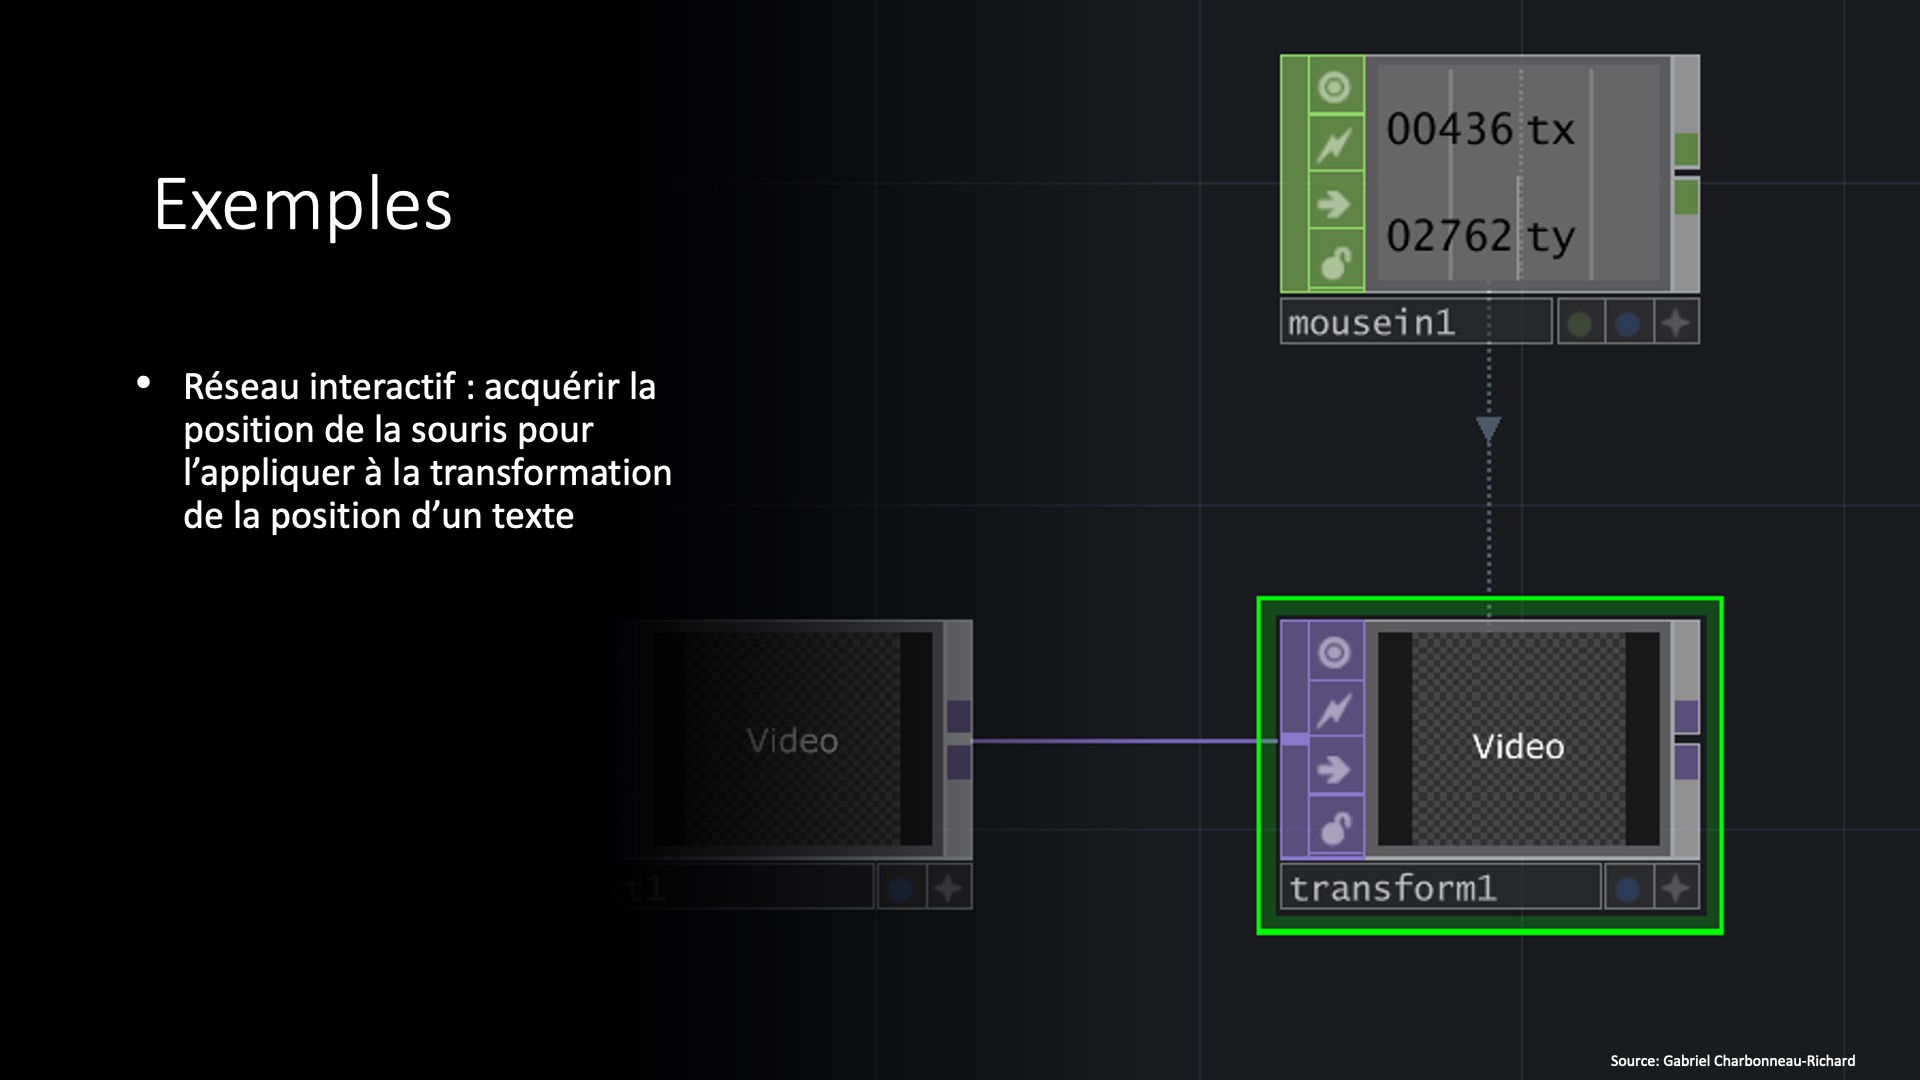 Exemples
• Réseau interactif : acquérir la
position de la souris pour
l’appliquer à la transformation
de la position d’un texte
00436 tx
02762 ty
mousein1
Video
Video
transform1
Source: Gabriel Charbonneau-Richard